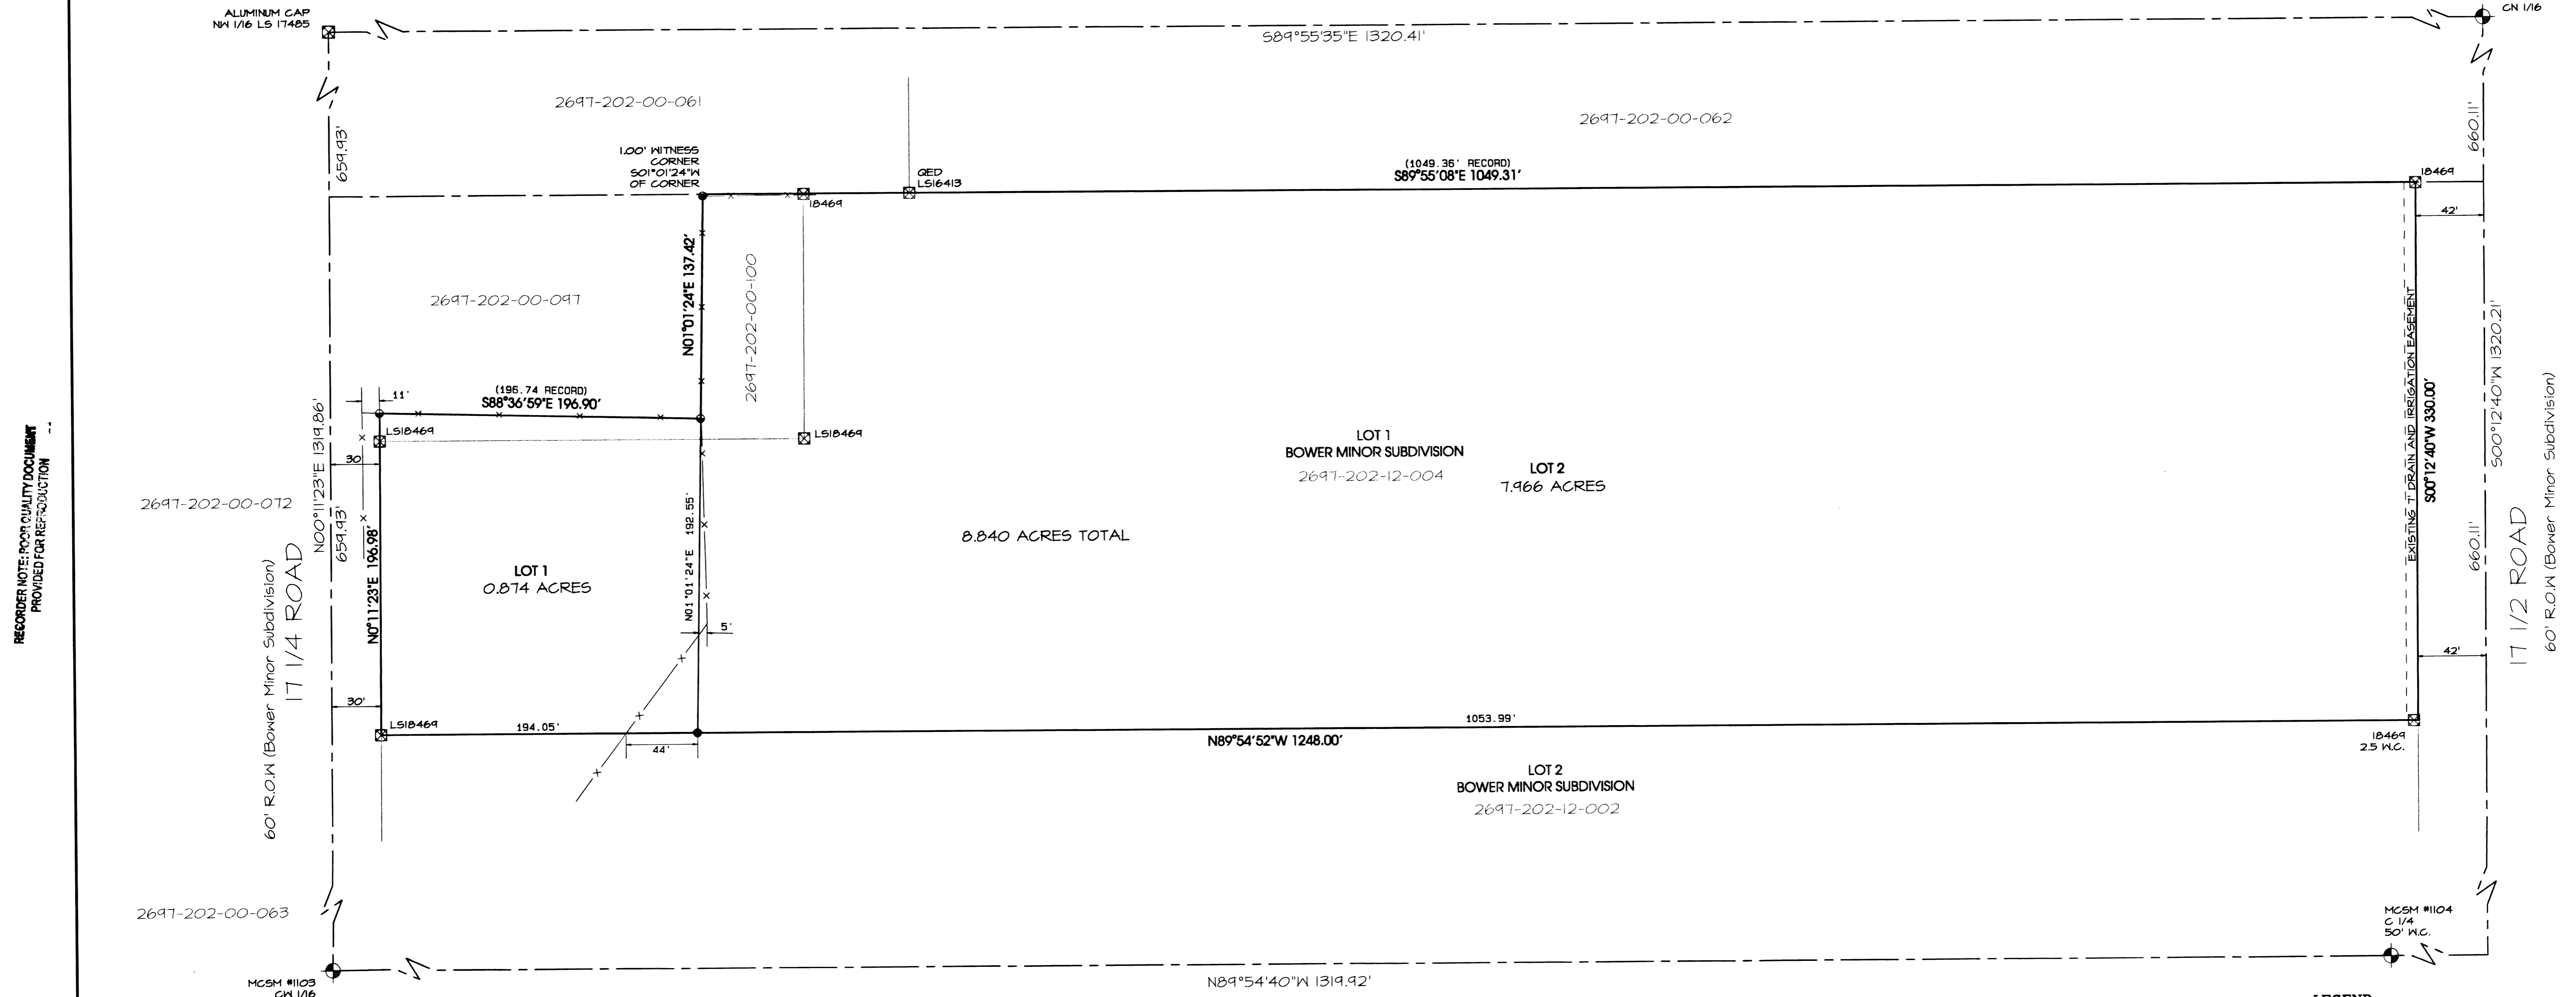 ALUMINUM CAP
NW 1/16 LS 17485
CN 1/16
S89°55'35"E 1320.41'
2697-202-00-061
2697-202-00-062
659.93'
660.11'
1.00' WITNESS
CORNER
S01°01'24"W
OF CORNER
QED
LS16413
(1049.36' RECORD)
S89°55'08"E 1049.31'
18469
18469
42'
N01°01'24"E 137.42'
2697-202-00-100
2697-202-00-097
EXISTING 7' DRAIN AND IRRIGATION EASEMENT
S00°12'40"W 330.00'
S00°12'40"W 1320.21'
11'
(196.74 RECORD)
S88°36'59"E 196.90'
LS18469
LS18469
30'
N00°11'23"E 1319.86'
LOT 1
BOWER MINOR SUBDIVISION
2697-202-12-004
LOT 2
7.966 ACRES
RECORDER NOTE: POOR QUALITY DOCUMENT
PROVIDED FOR REPRODUCTION
2697-202-00-072
659.93'
N0°11'23"E 196.98'
N01°01'24"E 192.55'
8.840 ACRES TOTAL
660.11'
17 1/2 ROAD
60' R.O.W (Bower Minor Subdivision)
LOT 1
0.874 ACRES
17 1/4 ROAD
60' R.O.W (Bower Minor Subdivision)
5'
42'
30'
LS18469
194.05'
44'
1053.99'
N89°54'52"W 1248.00'
18469
2.5 W.C.
LOT 2
BOWER MINOR SUBDIVISION
2697-202-12-002
2697-202-00-063
MCSM #1104
C 1/4
50' W.C.
MCSM #1103
CW 1/16
N89°54'40"W 1319.92'
LEGEND